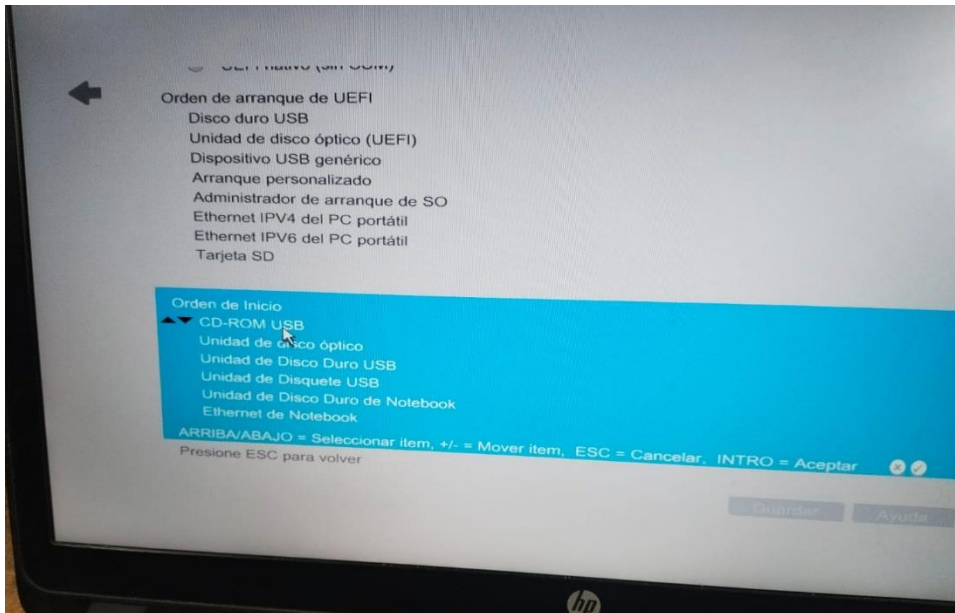 UEFI nativo (sin CSM)
Orden de arranque de UEFI
Disco duro USB
Unidad de disco óptico (UEFI)
Dispositivo USB genérico
Arranque personalizado
Administrador de arranque de SO
Ethernet IPV4 del PC portátil
Ethernet IPV6 del PC portátil
Tarjeta SD
Orden de Inicio
CD-ROM USB
Unidad de disco óptico
Unidad de Disco Duro USB
Unidad de Disquete USB
Unidad de Disco Duro de Notebook
Ethernet de Notebook
ARRIBA/ABAJO = Seleccionar item, +/- = Mover item, ESC = Cancelar, INTRO = Aceptar
Presione ESC para volver
Guardar Ayuda
hp